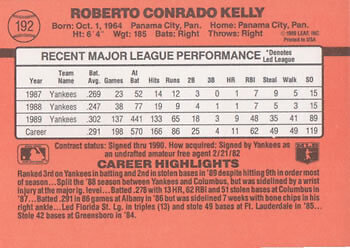 192
ROBERTO CONRADO KELLY
Born: Oct. 1, 1964 Panama City, Pan. Home: Panama City, Pan.
Ht: 6'4" Wgt: 185 Bats: Right Throws: Right
© 1989 LEAF, INC.
Printed in USA
RECENT MAJOR LEAGUE PERFORMANCE *Denotes Led League
Year Team Name Bat. Avg. Games Runs 2B 3B HR RBI Steal Walk SO
1987 Yankees .269 23 52 14 3 0 1 7 9 5 15
1988 Yankees .247 38 77 19 4 1 1 7 5 3 15
1989 Yankees .302 137 441 133 18 3 9 48 35 41 89
Career .291 198 570 166 25 4 11 62 49 49 119
Contract status: Signed thru 1990. How acquired: Signed by Yankees as
an undrafted amateur free agent 2/21/82
CAREER HIGHLIGHTS
Ranked 3rd on Yankees in batting and 2nd in stolen bases in '89 despite hitting 9th in order most
of season...Split the '88 season between Yankees and Columbus, but was sidelined by a wrist
injury at the major league level...Batted .278 with 13 HR, 62 RBI and 51 stolen bases at Columbus in
'87...Batted .291 in 86 games at Albany in '86 but was sidelined 7 weeks with bone chips in his
right ankle...Led Florida St. Lg. in triples (13) and stole 49 bases at Ft. Lauderdale in '85...
Stole 42 bases at Greensboro in '84.